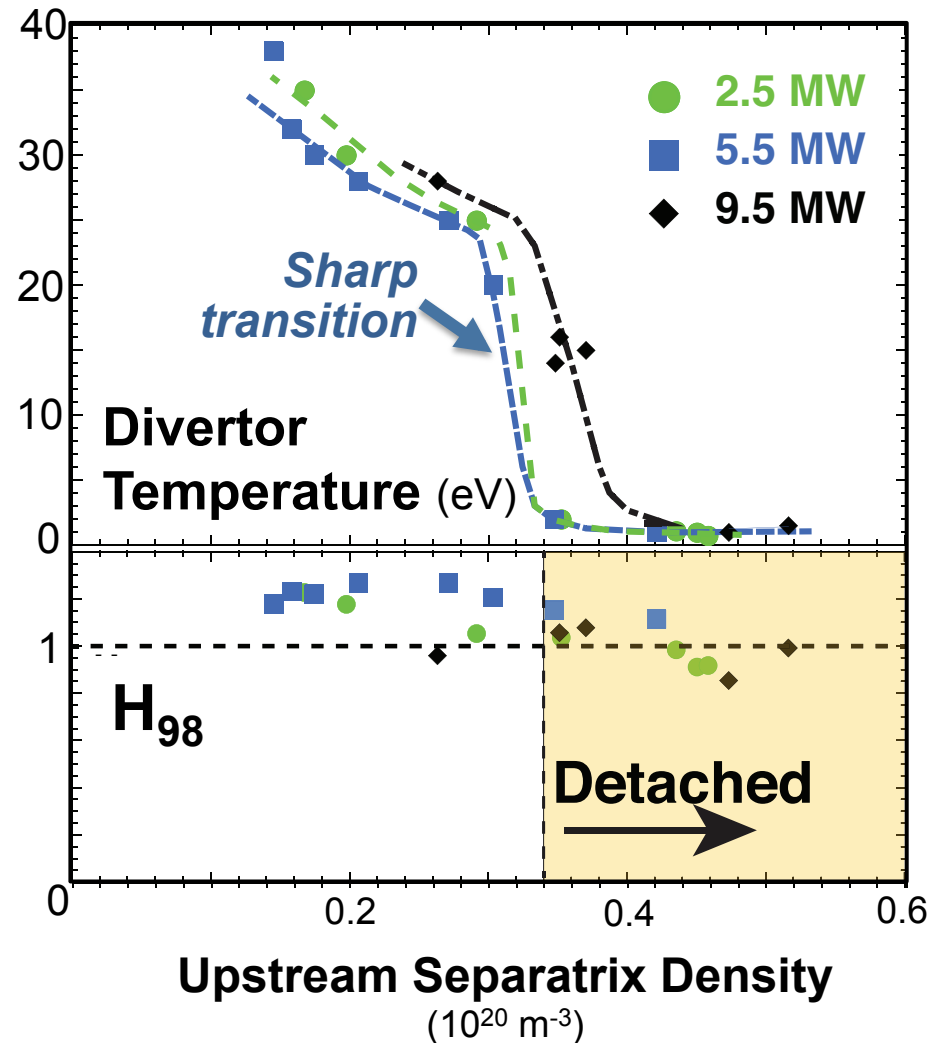 40
30
20
10
0
2.5 MW
5.5 MW
9.5 MW
Sharp
transition
Divertor
Temperature (eV)
1
0
H₉₈
Detached
0.2
0.4
0.6
Upstream Separatrix Density
(10²⁰ m⁻³)